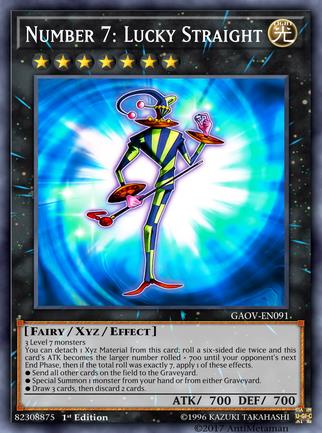 NUMBER 7: LUCKY STRAIGHT
LIGHT
光
GAOV-EN091
[FAIRY / XYZ / EFFECT]
3 Level 7 monsters
You can detach 1 Xyz Material from this card; roll a six-sided die twice and this
card's ATK becomes the larger number rolled × 700 until your opponent's next
End Phase, then if the total roll was exactly 7, apply 1 of these effects.
● Send all other cards on the field to the Graveyard.
● Special Summon 1 monster from your hand or from either Graveyard.
● Draw 3 cards, then discard 2 cards.
ATK/ 700 DEF/ 700
82308875 1st Edition ©1996 KAZUKI TAKAHASHI
©2017 AntiMetaman